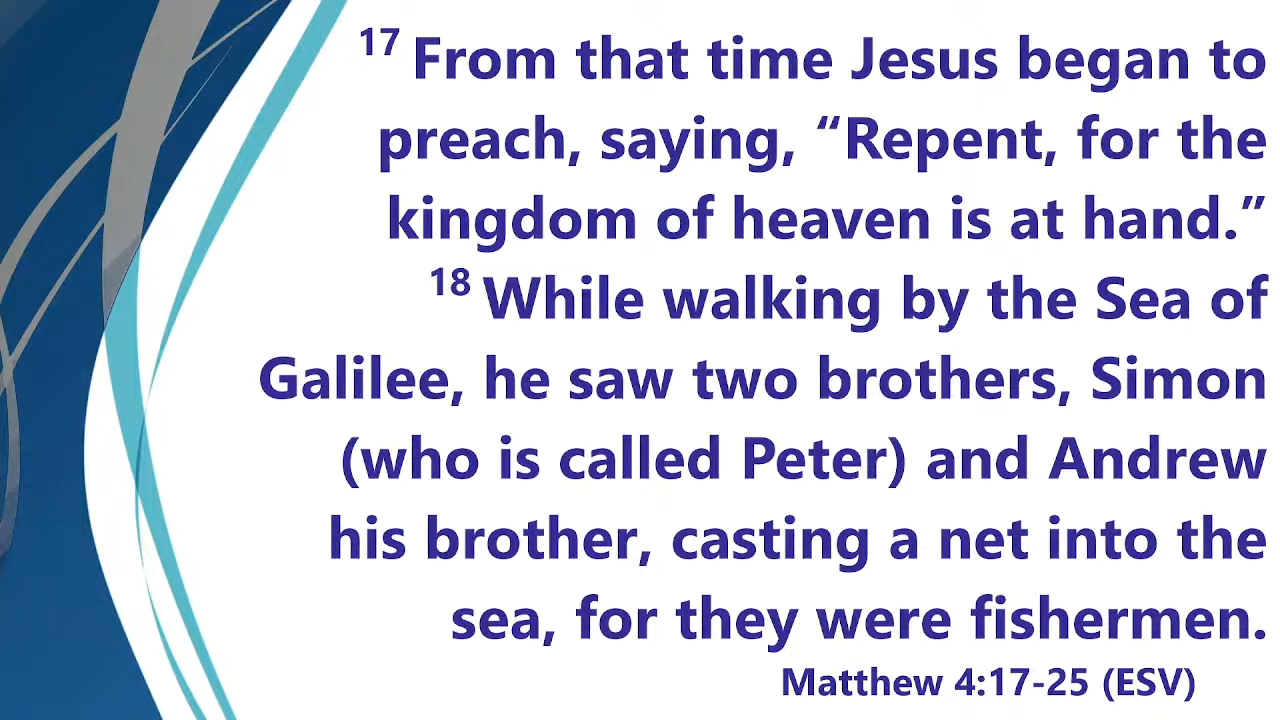 17 From that time Jesus began to
preach, saying, “Repent, for the
kingdom of heaven is at hand.”
18 While walking by the Sea of
Galilee, he saw two brothers, Simon
(who is called Peter) and Andrew
his brother, casting a net into the
sea, for they were fishermen.
Matthew 4:17-25 (ESV)